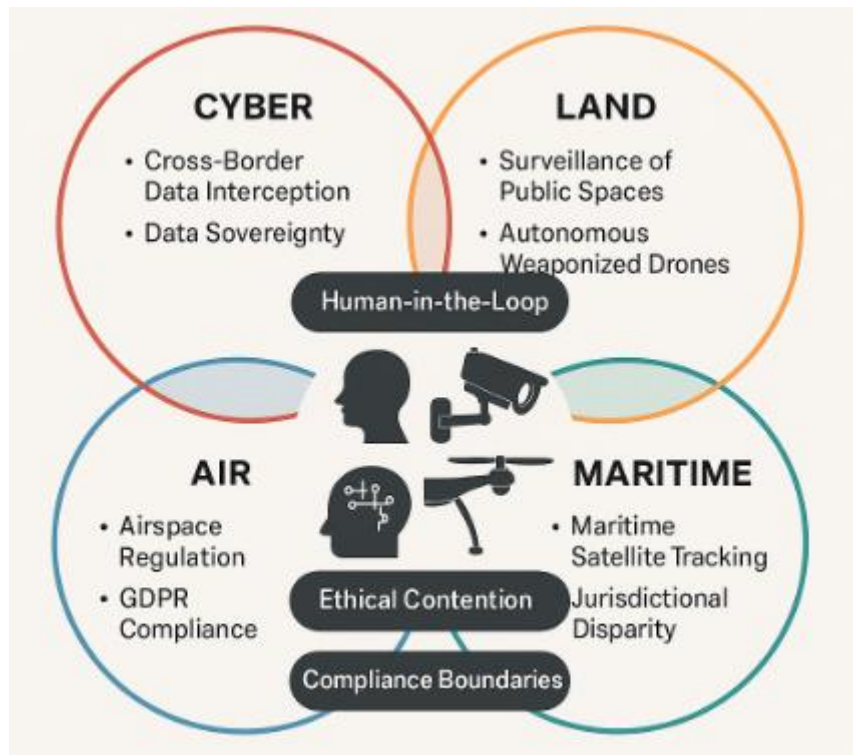 CYBER
• Cross-Border
Data Interception
• Data Sovereignty
LAND
• Surveillance of
Public Spaces
• Autonomous
Weaponized Drones
Human-in-the-Loop
AIR
• Airspace
Regulation
• GDPR
Compliance
MARITIME
• Maritime
Satellite Tracking
Jurisdictional
Disparity
Ethical Contention
Compliance Boundaries